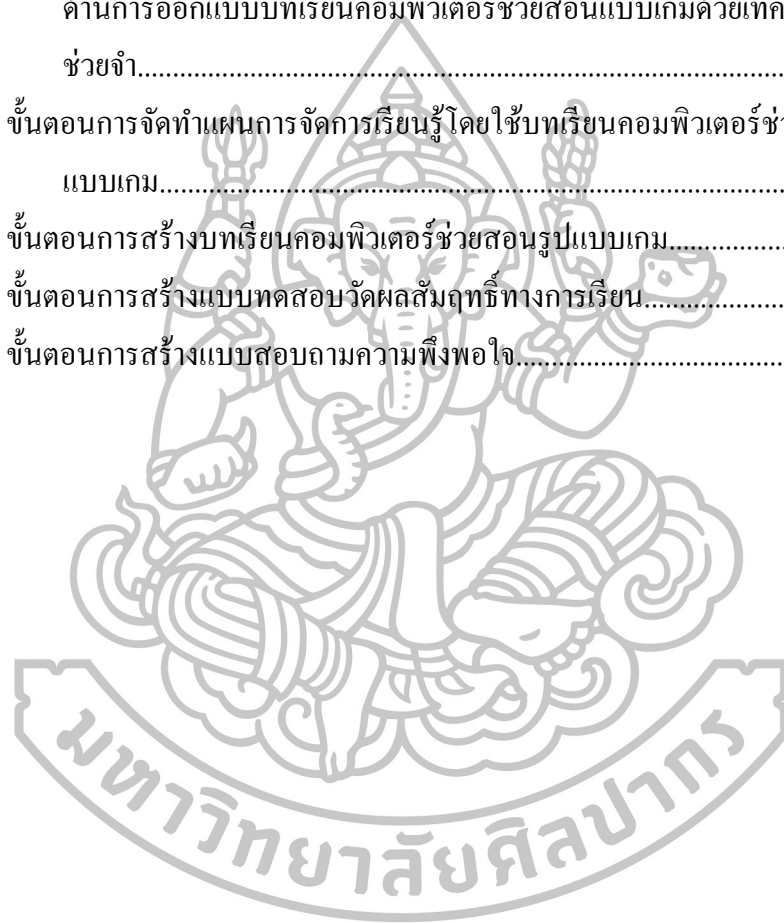 ด้านการออกแบบบทเรียนคอมพิวเตอร์ช่วยสอนแบบเกมด้วยเทค
ช่วยจำ....................................................................................................
ขั้นตอนการจัดทำแผนการจัดการเรียนรู้โดยใช้บทเรียนคอมพิวเตอร์ช่
แบบเกม.................................................................................................
ขั้นตอนการสร้างบทเรียนคอมพิวเตอร์ช่วยสอนรูปแบบเกม.................
ขั้นตอนการสร้างแบบทดสอบวัดผลสัมฤทธิ์ทางการเรียน....................
ขั้นตอนการสร้างแบบสอบถามความพึงพอใจ......................................
มหาวิทยาลัยศิลปากร